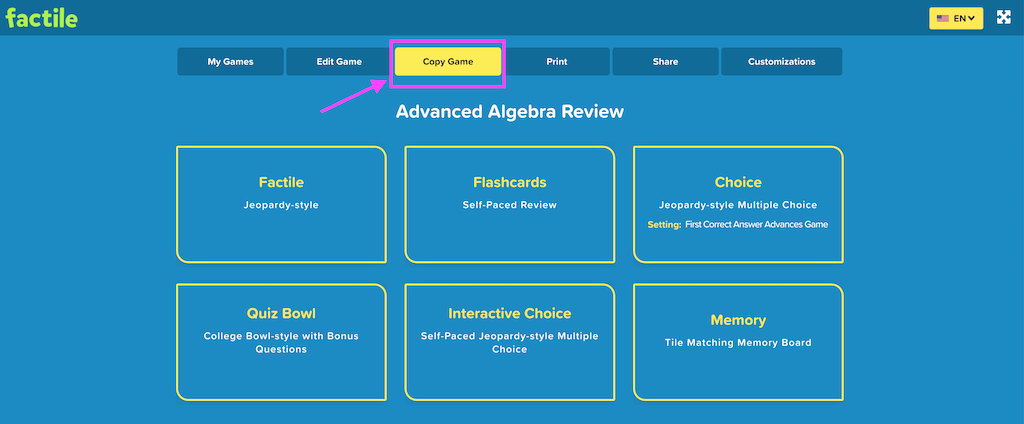 factile
EN
My Games
Edit Game
Copy Game
Print
Share
Customizations
Advanced Algebra Review
Factile
Jeopardy-style
Flashcards
Self-Paced Review
Choice
Jeopardy-style Multiple Choice
Setting: First Correct Answer Advances Game
Quiz Bowl
College Bowl-style with Bonus
Questions
Interactive Choice
Self-Paced Jeopardy-style Multiple
Choice
Memory
Tile Matching Memory Board